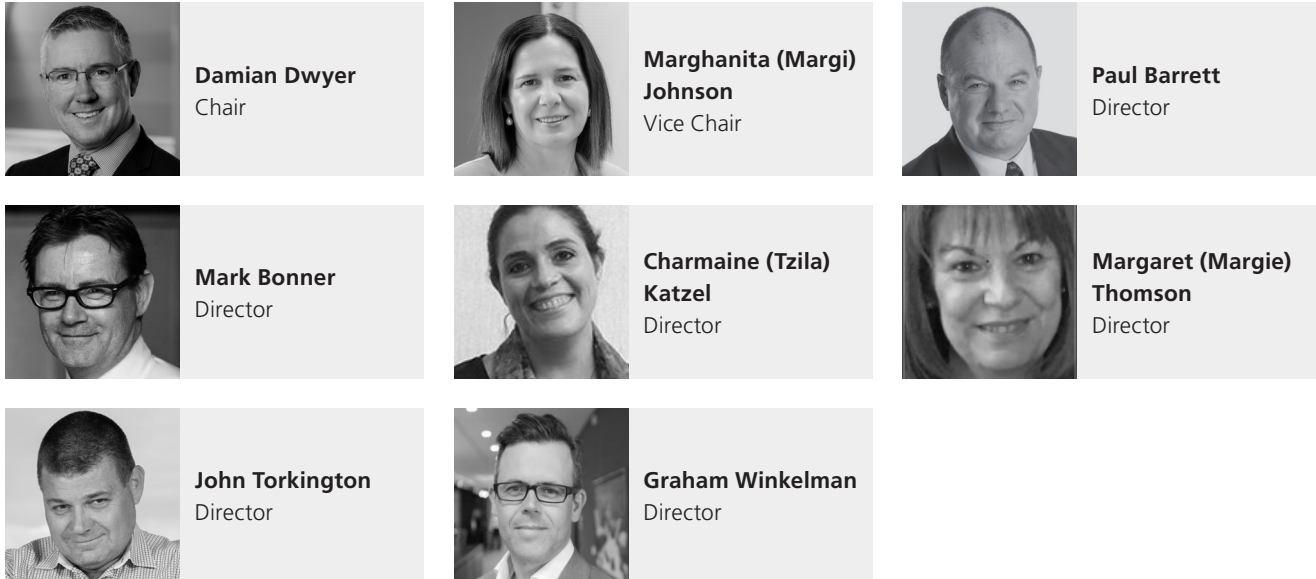 Damian Dwyer
Chair
Marghanita (Margi)
Johnson
Vice Chair
Paul Barrett
Director
Mark Bonner
Director
Charmaine (Tzila)
Katzel
Director
Margaret (Margie)
Thomson
Director
John Torkington
Director
Graham Winkelman
Director